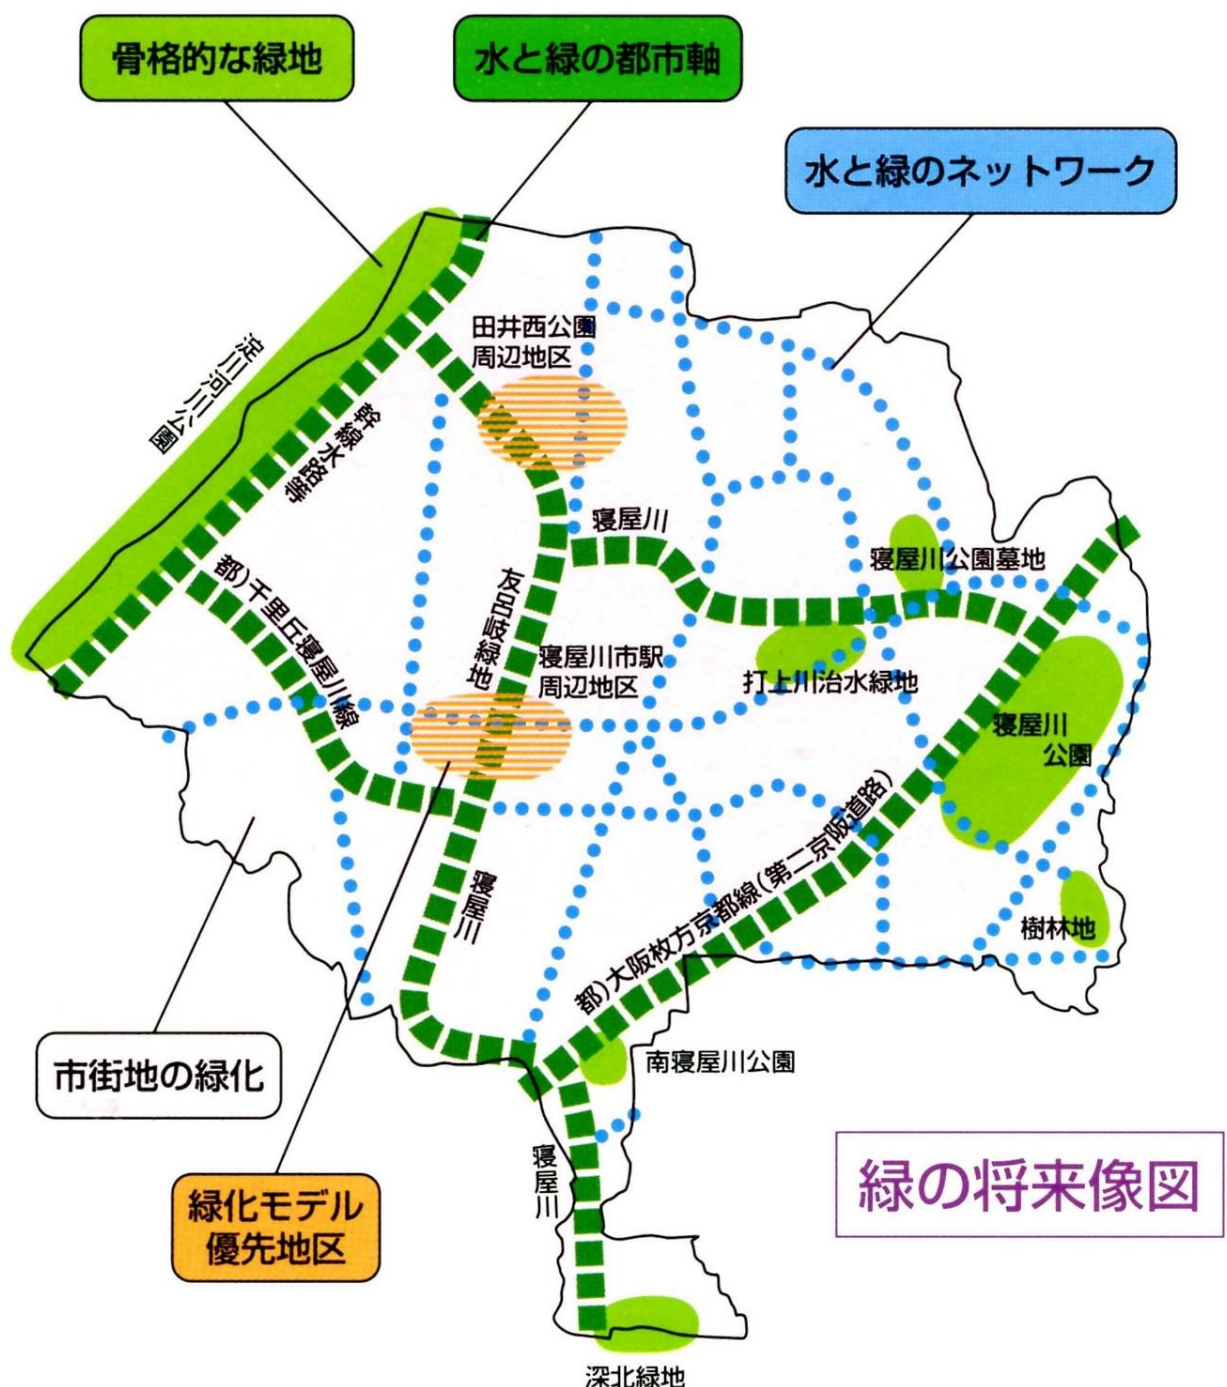 骨格的な緑地
水と緑の都市軸
水と緑のネットワーク
田井西公園
周辺地区
淀川河川公園
幹線水路等
寝屋川
寝屋川公園墓地
都)千里丘寝屋川線
友呂岐緑地
寝屋川市駅
周辺地区
打上川治水緑地
寝屋川
公園
寝屋川
都)大阪枚方京都線(第二京阪道路)
樹林地
市街地の緑化
南寝屋川公園
寝屋川
緑化モデル
優先地区
緑の将来像図
深北緑地